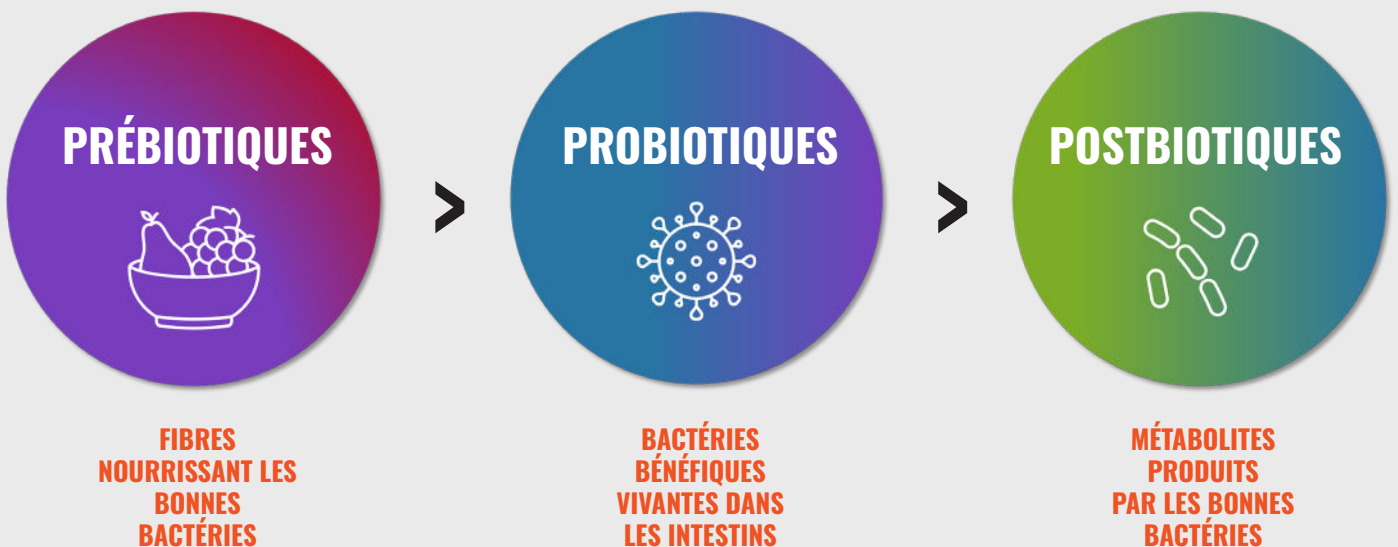 PRÉBIOTIQUES
>
PROBIOTIQUES
>
POSTBIOTIQUES
FIBRES
NOURRISSANT LES
BONNES
BACTÉRIES
BACTÉRIES
BÉNÉFIQUES
VIVANTES DANS
LES INTESTINS
MÉTABOLITES
PRODUITS
PAR LES BONNES
BACTÉRIES